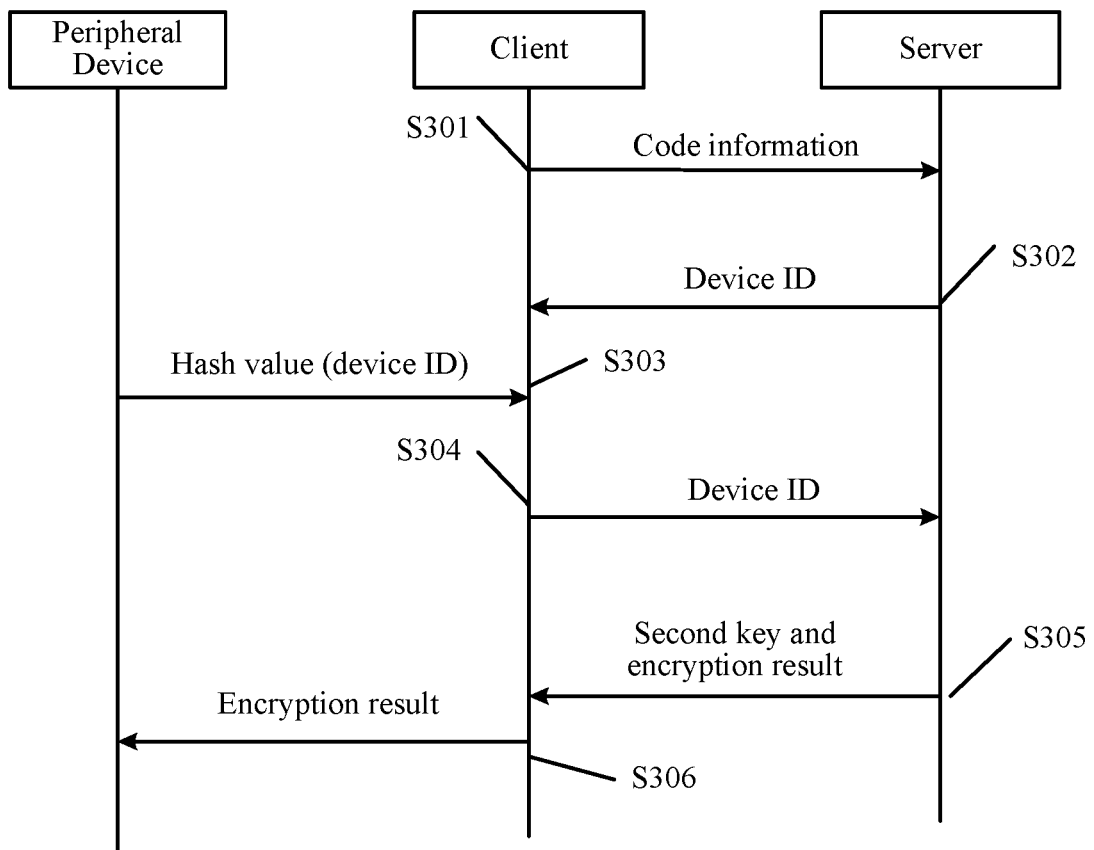 Peripheral
Device
Client
Server
S301
Code information
S302
Device ID
Hash value (device ID)
S303
S304
Device ID
Second key and
encryption result
S305
Encryption result
S306